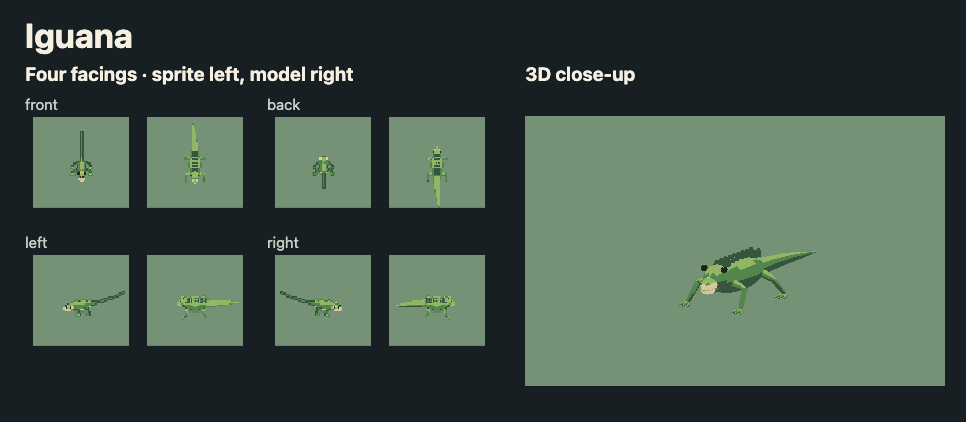 Iguana
Four facings · sprite left, model right
3D close-up
front
back
left
right